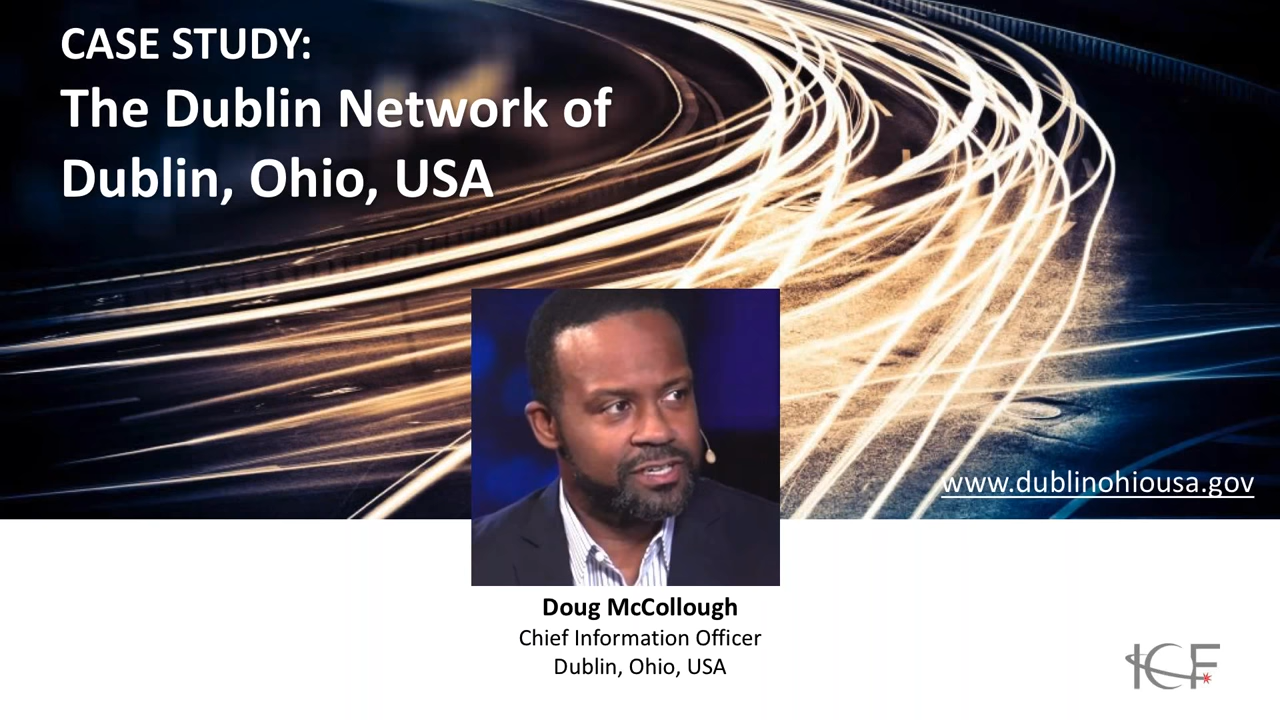 CASE STUDY:
The Dublin Network of
Dublin, Ohio, USA
www.dublinohiousa.gov
Doug McCollough
Chief Information Officer
Dublin, Ohio, USA
ICF